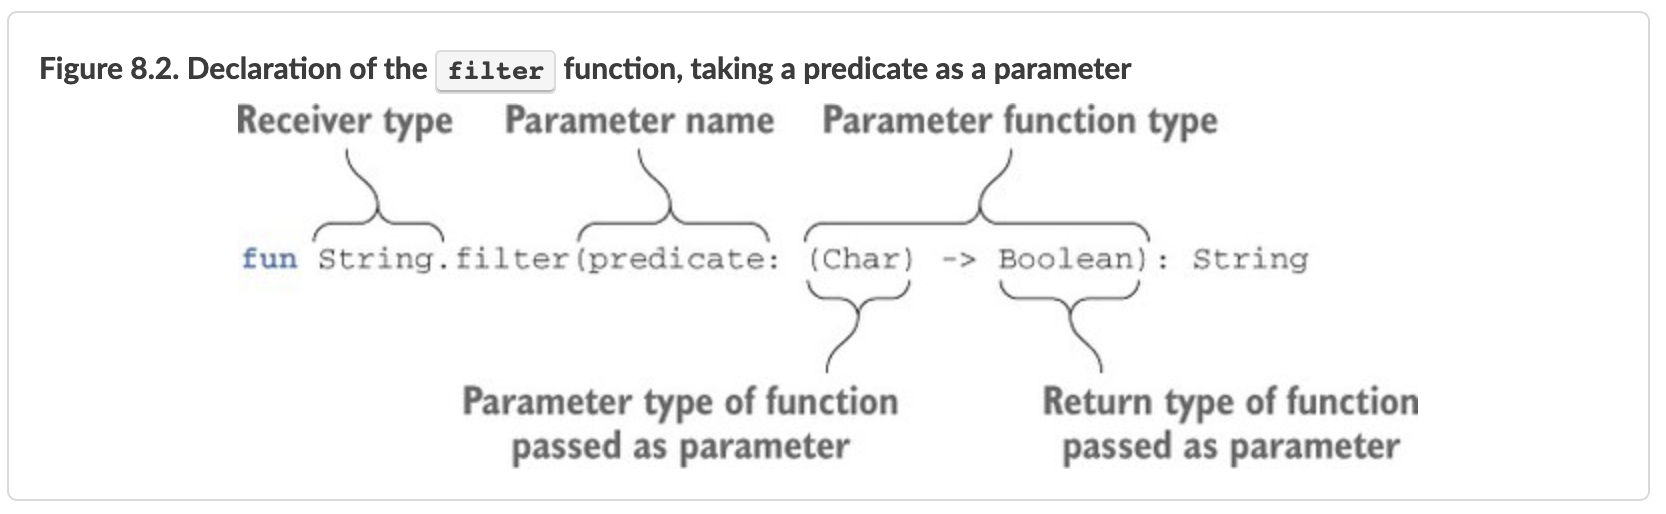 Figure 8.2. Declaration of the filter function, taking a predicate as a parameter
Receiver type Parameter name Parameter function type
fun String.filter(predicate: (Char) -> Boolean): String
Parameter type of function passed as parameter
Return type of function passed as parameter